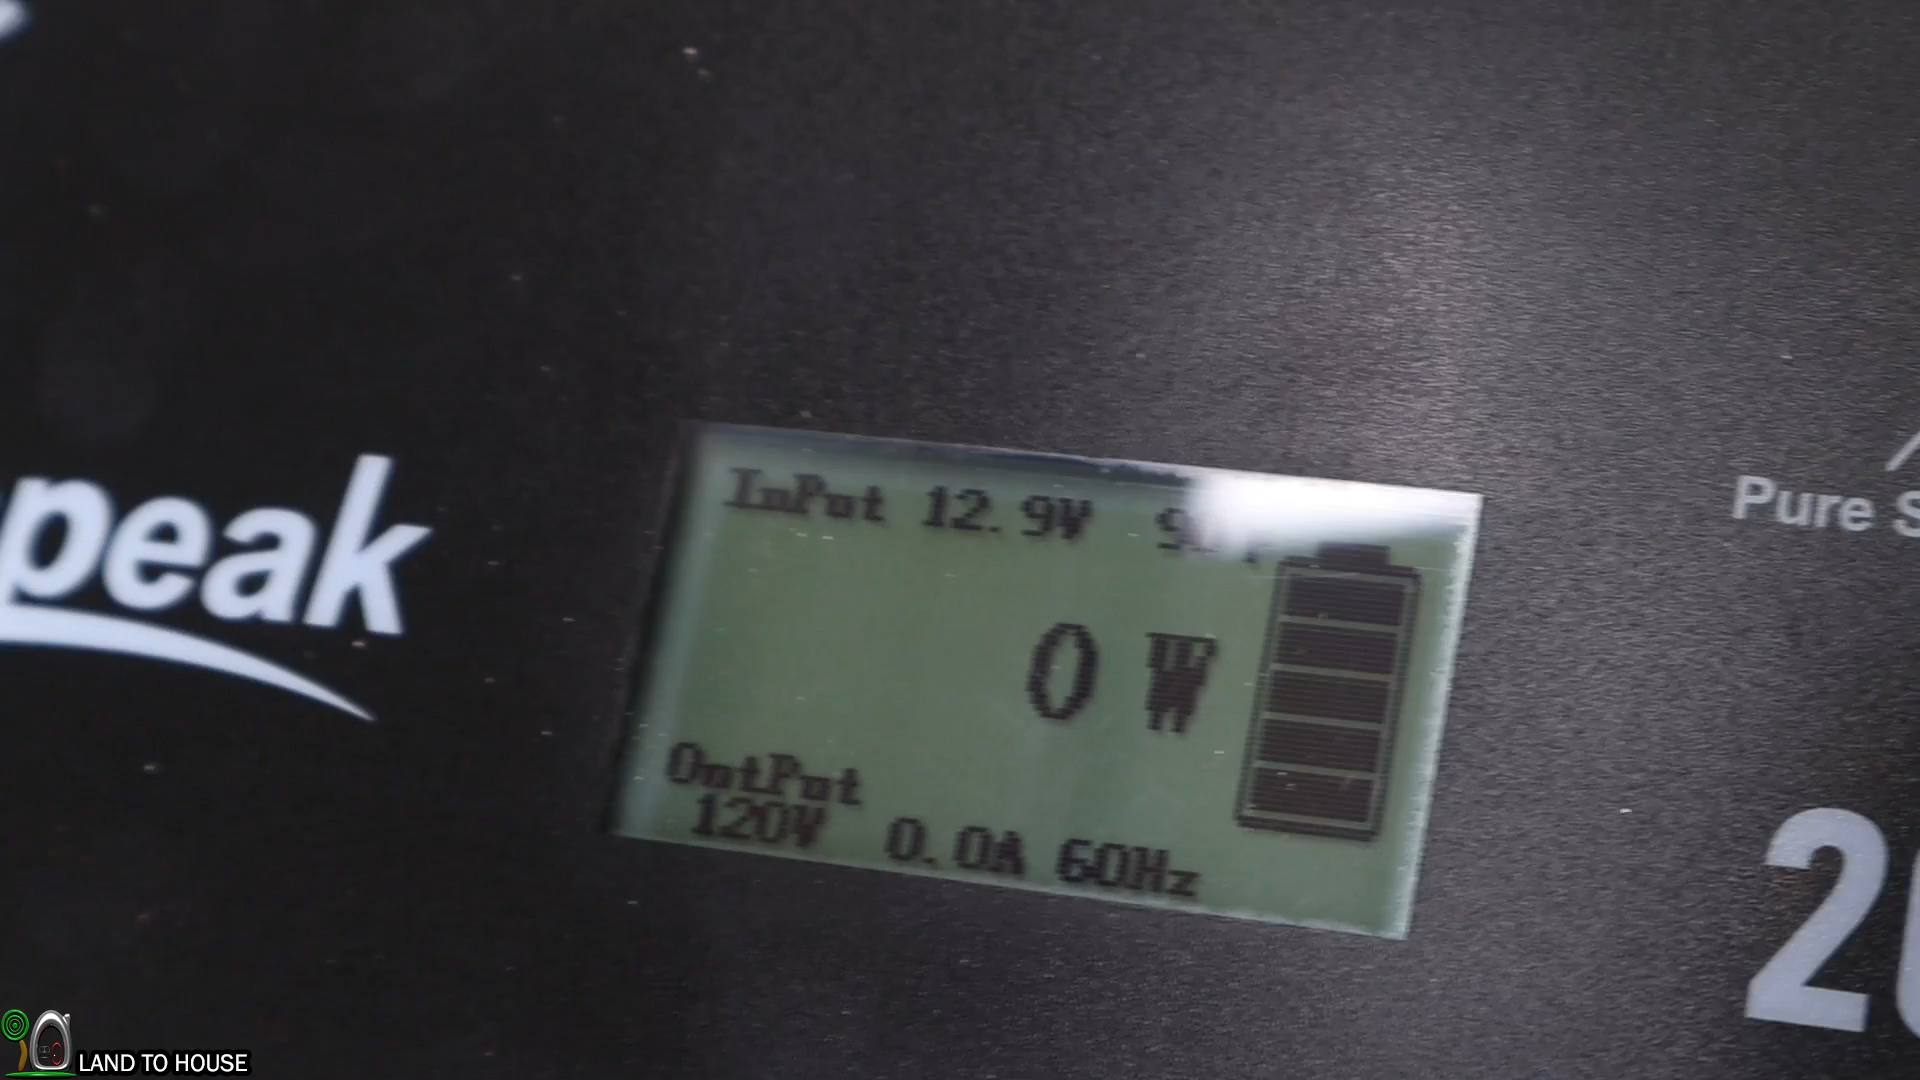 InPut 12.9V
0 W
OutPut
120V 0.0A 60Hz
peak
Pure
LAND TO HOUSE